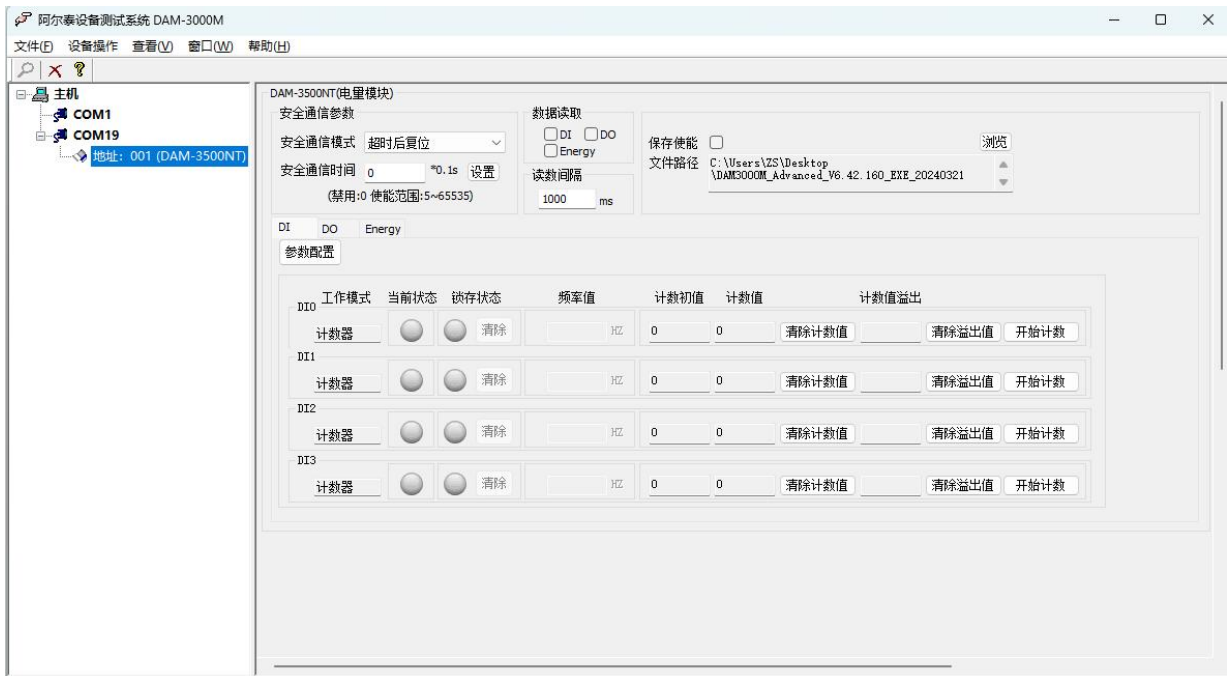 阿尔泰设备测试系统 DAM-3000M
文件(F) 设备操作 查看(V) 窗口(W) 帮助(H)
主机
COM1
COM19
地址：001 (DAM-3500NT)
DAM-3500NT(电量模块)
安全通信参数
安全通信模式 超时后复位
安全通信时间 0 *0.1s 设置
(禁用:0 使能范围:5~65535)
数据读取
DI DO
Energy
读数间隔
1000 ms
保存使能 浏览
文件路径 C:\Users\ZS\Desktop
\DAM3000M_Advanced_V6.42.160_EXE_20240321
DI DO Energy
参数配置
工作模式 当前状态 锁存状态 频率值 计数初值 计数值 计数值溢出
DI0
计数器 清除 HZ 0 0 清除计数值 清除溢出值 开始计数
DI1
计数器 清除 HZ 0 0 清除计数值 清除溢出值 开始计数
DI2
计数器 清除 HZ 0 0 清除计数值 清除溢出值 开始计数
DI3
计数器 清除 HZ 0 0 清除计数值 清除溢出值 开始计数